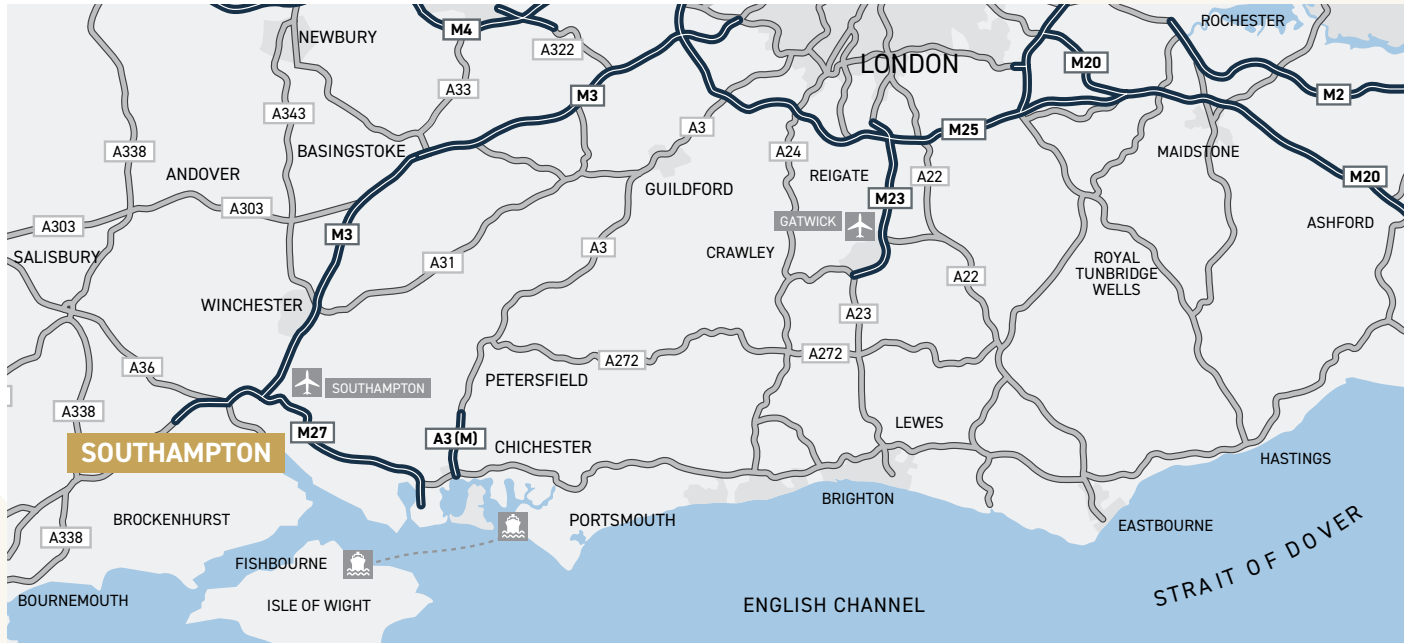 ROCHESTER
M4
NEWBURY
A322
LONDON
M20
A33
M3
M2
A343
A3
M25
A338
BASINGSTOKE
A24
MAIDSTONE
ANDOVER
REIGATE
A22
M20
GUILDFORD
M23
A303
A303
GATWICK
ASHFORD
M3
A3
SALISBURY
A31
CRAWLEY
ROYAL
TUNBRIDGE
WELLS
A22
WINCHESTER
A23
A272
A272
A36
PETERSFIELD
SOUTHAMPTON
A338
LEWES
M27
A3(M)
CHICHESTER
SOUTHAMPTON
HASTINGS
BRIGHTON
BROCKENHURST
PORTSMOUTH
EASTBOURNE
A338
FISHBOURNE
STRAIT OF DOVER
BOURNEMOUTH
ISLE OF WIGHT
ENGLISH CHANNEL